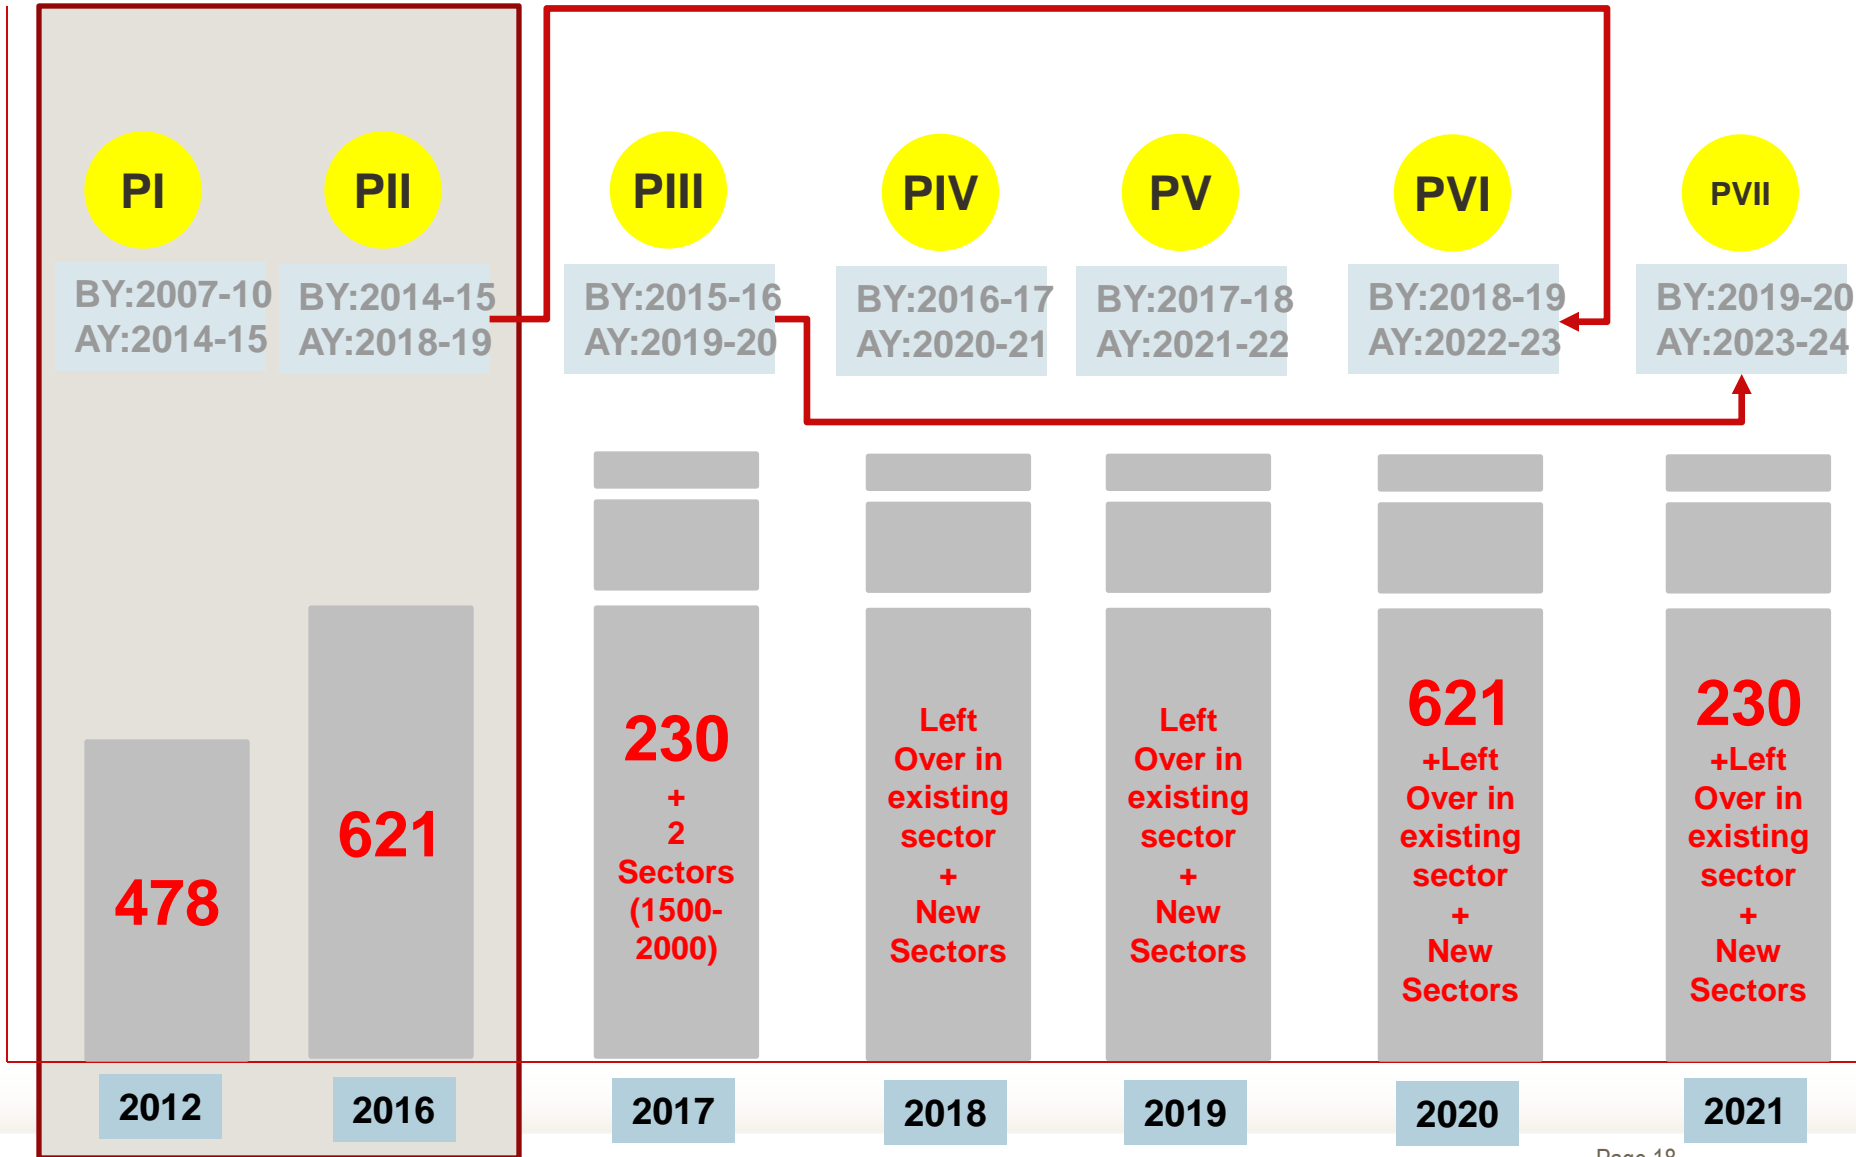 PI
PII
PIII
PIV
PV
PVI
PVII
BY:2007-10
AY:2014-15
BY:2014-15
AY:2018-19
BY:2015-16
AY:2019-20
BY:2016-17
AY:2020-21
BY:2017-18
AY:2021-22
BY:2018-19
AY:2022-23
BY:2019-20
AY:2023-24
478
621
230
+
2
Sectors
(1500-
2000)
Left
Over in
existing
sector
+
New
Sectors
Left
Over in
existing
sector
+
New
Sectors
621
+Left
Over in
existing
sector
+
New
Sectors
230
+Left
Over in
existing
sector
+
New
Sectors
2012
2016
2017
2018
2019
2020
2021
Page 18